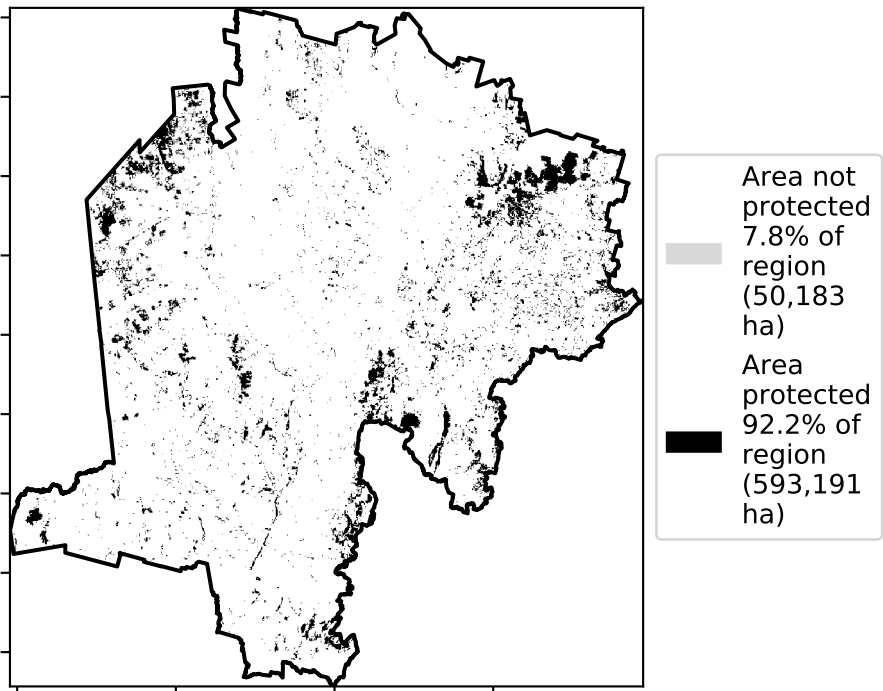 Area not
protected
7.8% of
region
(50,183
ha)
Area
protected
92.2% of
region
(593,191
ha)